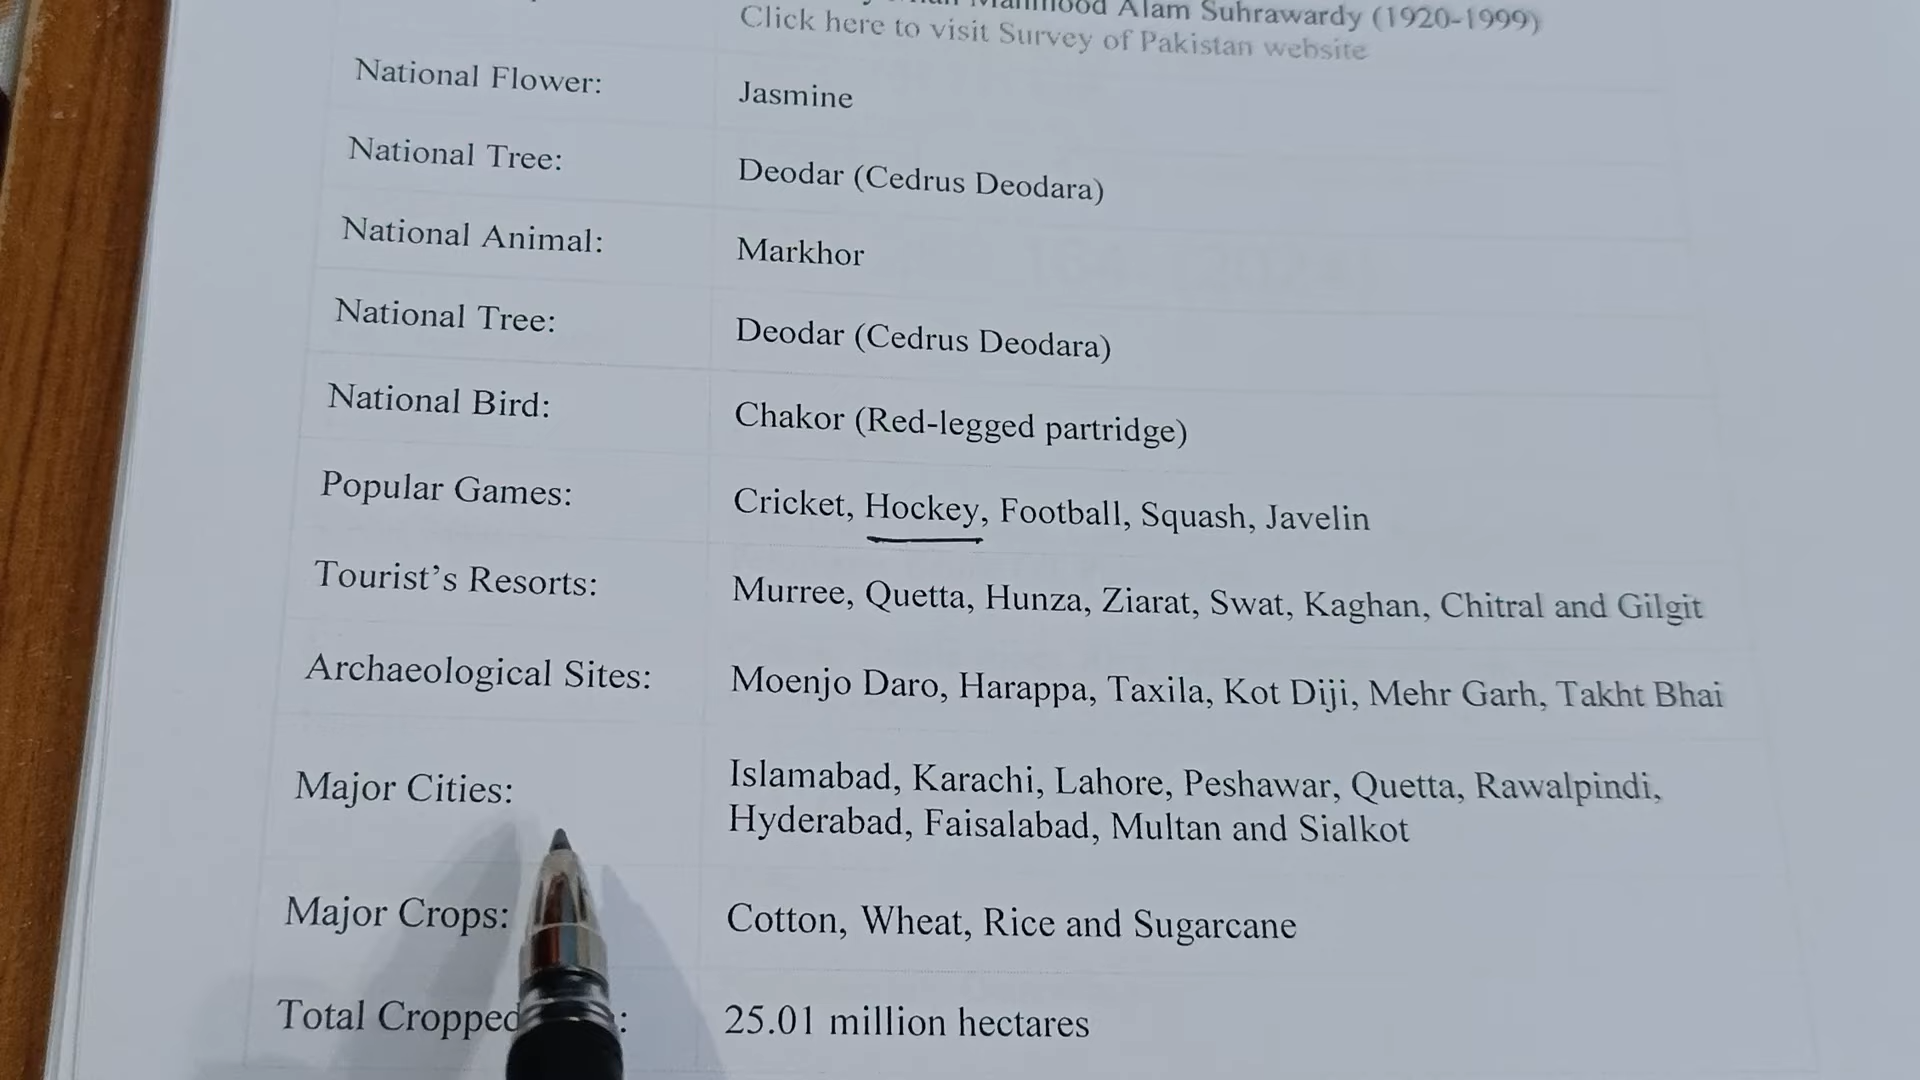 Alam Suhrawardy (1920-1999)
Click here to visit Survey of Pakistan website
National Flower: Jasmine
National Tree: Deodar (Cedrus Deodara)
National Animal: Markhor
National Tree: Deodar (Cedrus Deodara)
National Bird: Chakor (Red-legged partridge)
Popular Games: Cricket, Hockey, Football, Squash, Javelin
Tourist’s Resorts: Murree, Quetta, Hunza, Ziarat, Swat, Kaghan, Chitral and Gilgit
Archaeological Sites: Moenjo Daro, Harappa, Taxila, Kot Diji, Mehr Garh, Takht Bhai
Major Cities: Islamabad, Karachi, Lahore, Peshawar, Quetta, Rawalpindi,
Hyderabad, Faisalabad, Multan and Sialkot
Major Crops: Cotton, Wheat, Rice and Sugarcane
Total Cropped : 25.01 million hectares